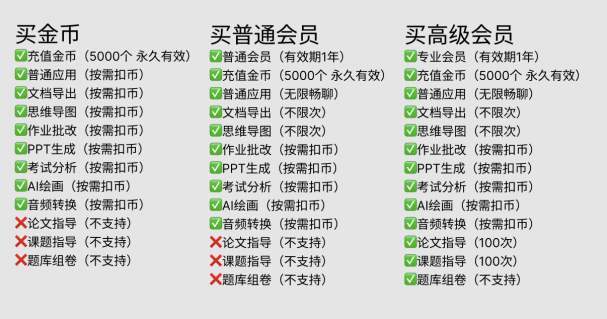 买金币
✅充值金币（5000个 永久有效）
✅普通应用（按需扣币）
✅文档导出（按需扣币）
✅思维导图（按需扣币）
✅作业批改（按需扣币）
✅PPT生成（按需扣币）
✅考试分析（按需扣币）
✅AI绘画（按需扣币）
✅音频转换（按需扣币）
❌论文指导（不支持）
❌课题指导（不支持）
❌题库组卷（不支持）
买普通会员
✅普通会员（有效期1年）
✅充值金币（5000个 永久有效）
✅普通应用（无限畅聊）
✅文档导出（不限次）
✅思维导图（不限次）
✅作业批改（按需扣币）
✅PPT生成（按需扣币）
✅考试分析（按需扣币）
✅AI绘画（按需扣币）
✅音频转换（按需扣币）
❌论文指导（不支持）
❌课题指导（不支持）
❌题库组卷（不支持）
买高级会员
✅专业会员（有效期1年）
✅充值金币（5000个 永久有效）
✅普通应用（无限畅聊）
✅文档导出（不限次）
✅思维导图（不限次）
✅作业批改（按需扣币）
✅PPT生成（按需扣币）
✅考试分析（按需扣币）
✅AI绘画（按需扣币）
✅音频转换（按需扣币）
✅论文指导（100次）
✅课题指导（100次）
✅题库组卷（不支持）